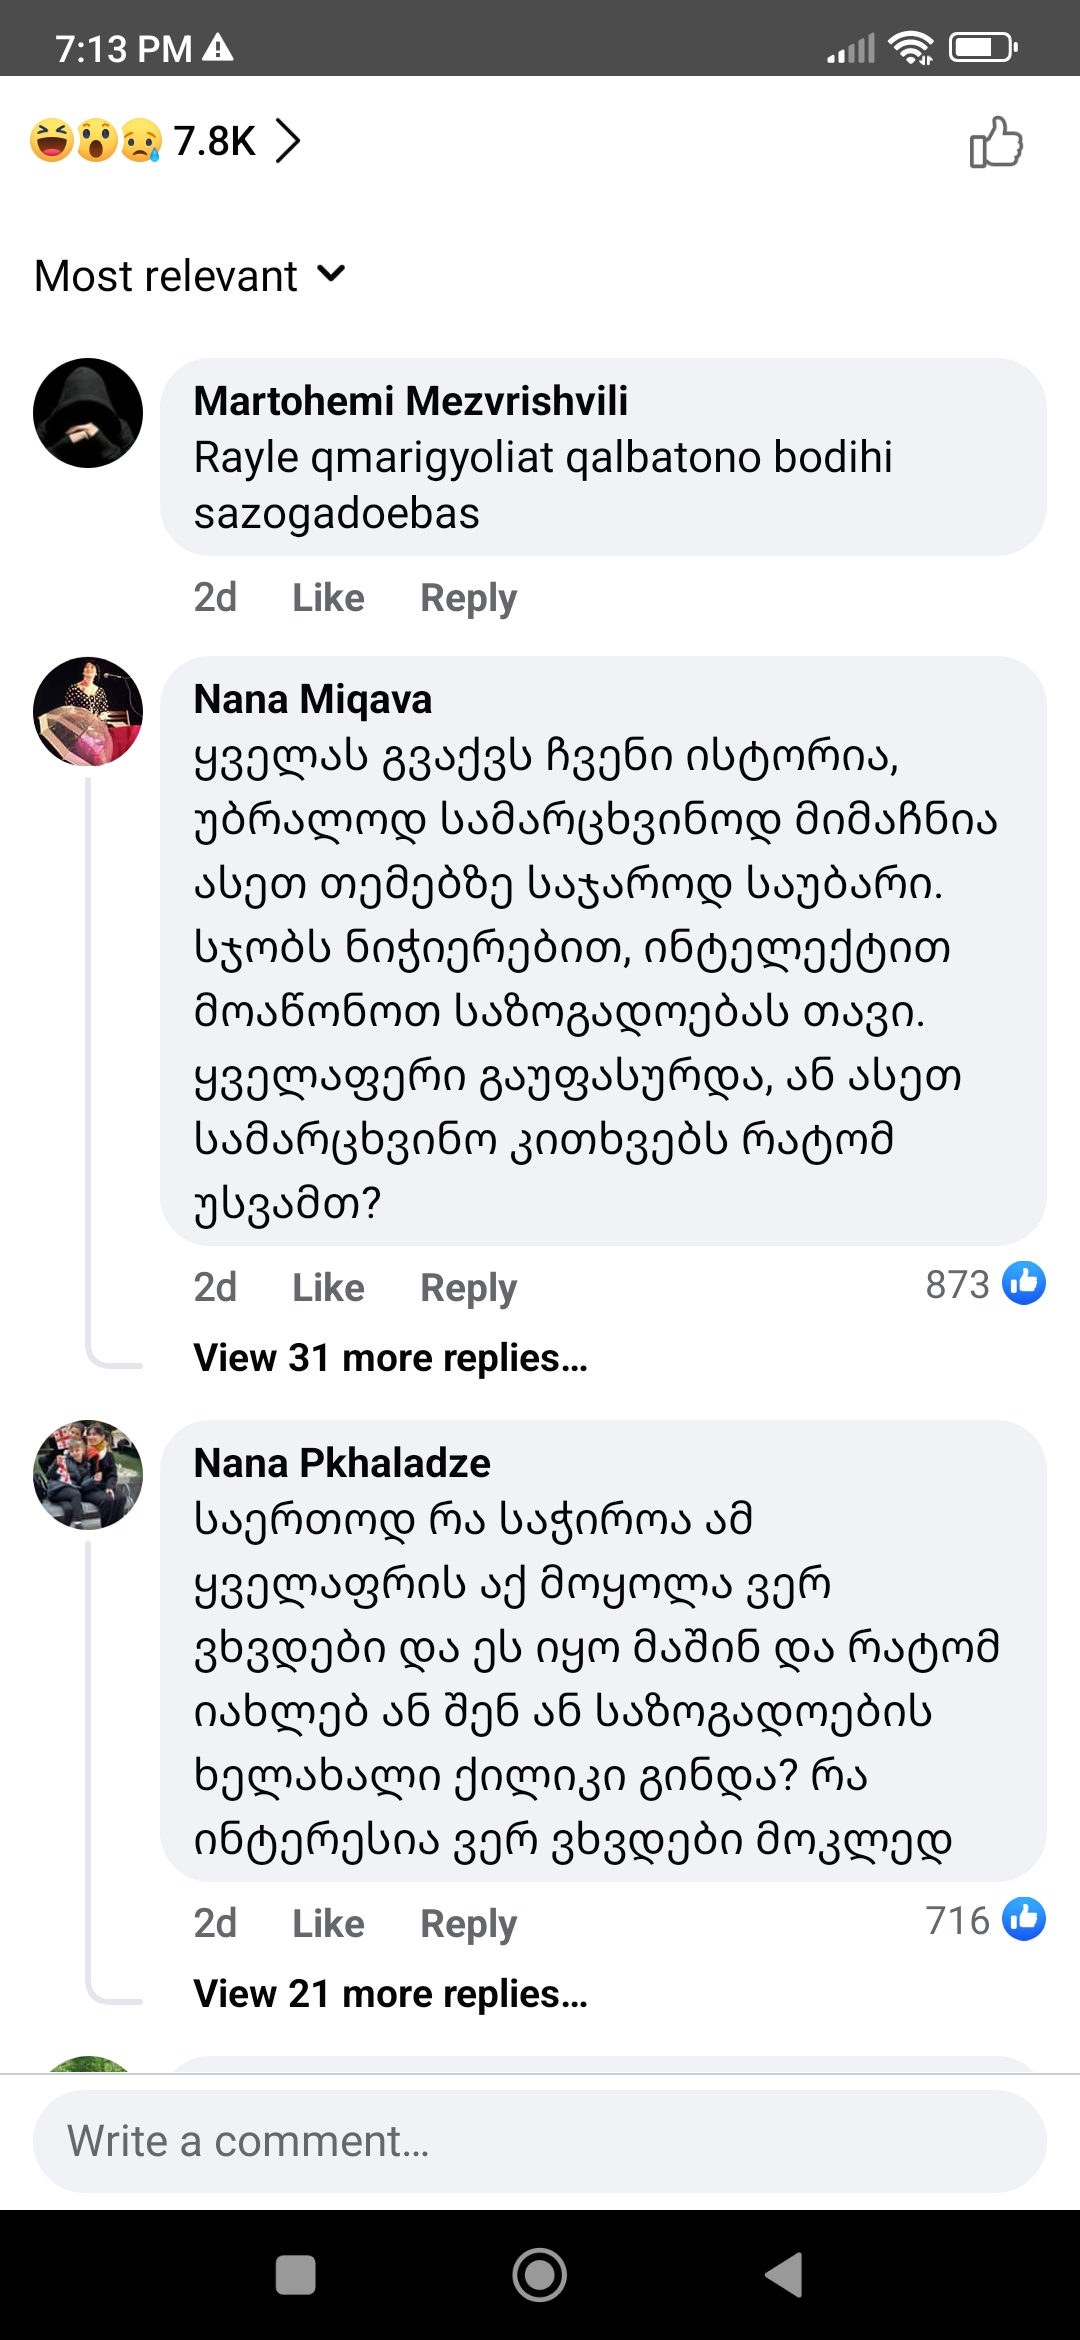 7:13 PM
7.8K
Most relevant
Martohemi Mezvrishvili
Rayle qmarigyoliat qalbatono bodihi
sazogadoebas
2d Like Reply
Nana Miqava
ყველას გვაქვს ჩვენი ისტორია,
უბრალოდ სამარცხვინოდ მიმაჩნია
ასეთ თემებზე საჯაროდ საუბარი.
სჯობს ნიჭიერებით, ინტელექტით
მოაწონოთ საზოგადოებას თავი.
ყველაფერი გაუფასურდა, ან ასეთ
სამარცხვინო კითხვებს რატომ
უსვამთ?
2d Like Reply 873
View 31 more replies...
Nana Pkhaladze
საერთოდ რა საჭიროა ამ
ყველაფრის აქ მოყოლა ვერ
ვხვდები და ეს იყო მაშინ და რატომ
იახლებ ან შენ ან საზოგადოების
ხელახალი ქილიკი გინდა? რა
ინტერესია ვერ ვხვდები მოკლედ
2d Like Reply 716
View 21 more replies...
Write a comment...